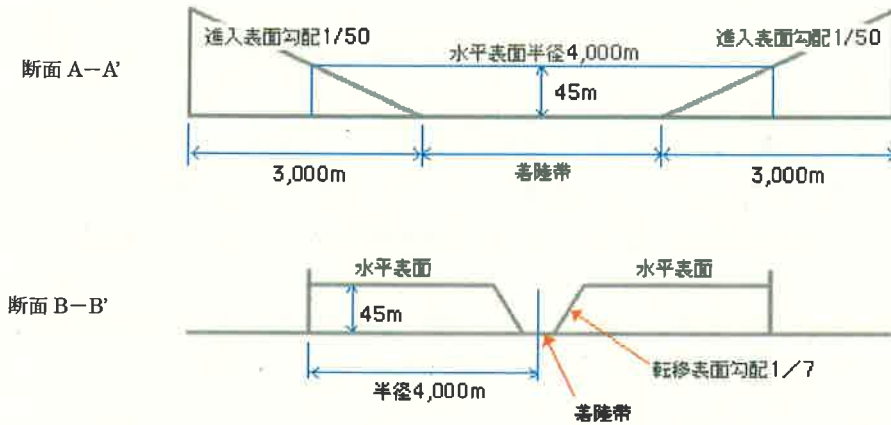 断面 A−A’
進入表面勾配1/50
水平表面半径4,000m
進入表面勾配1/50
45m
3,000m
着陸帯
3,000m
断面 B−B’
水平表面
水平表面
45m
転移表面勾配1/7
半径4,000m
着陸帯